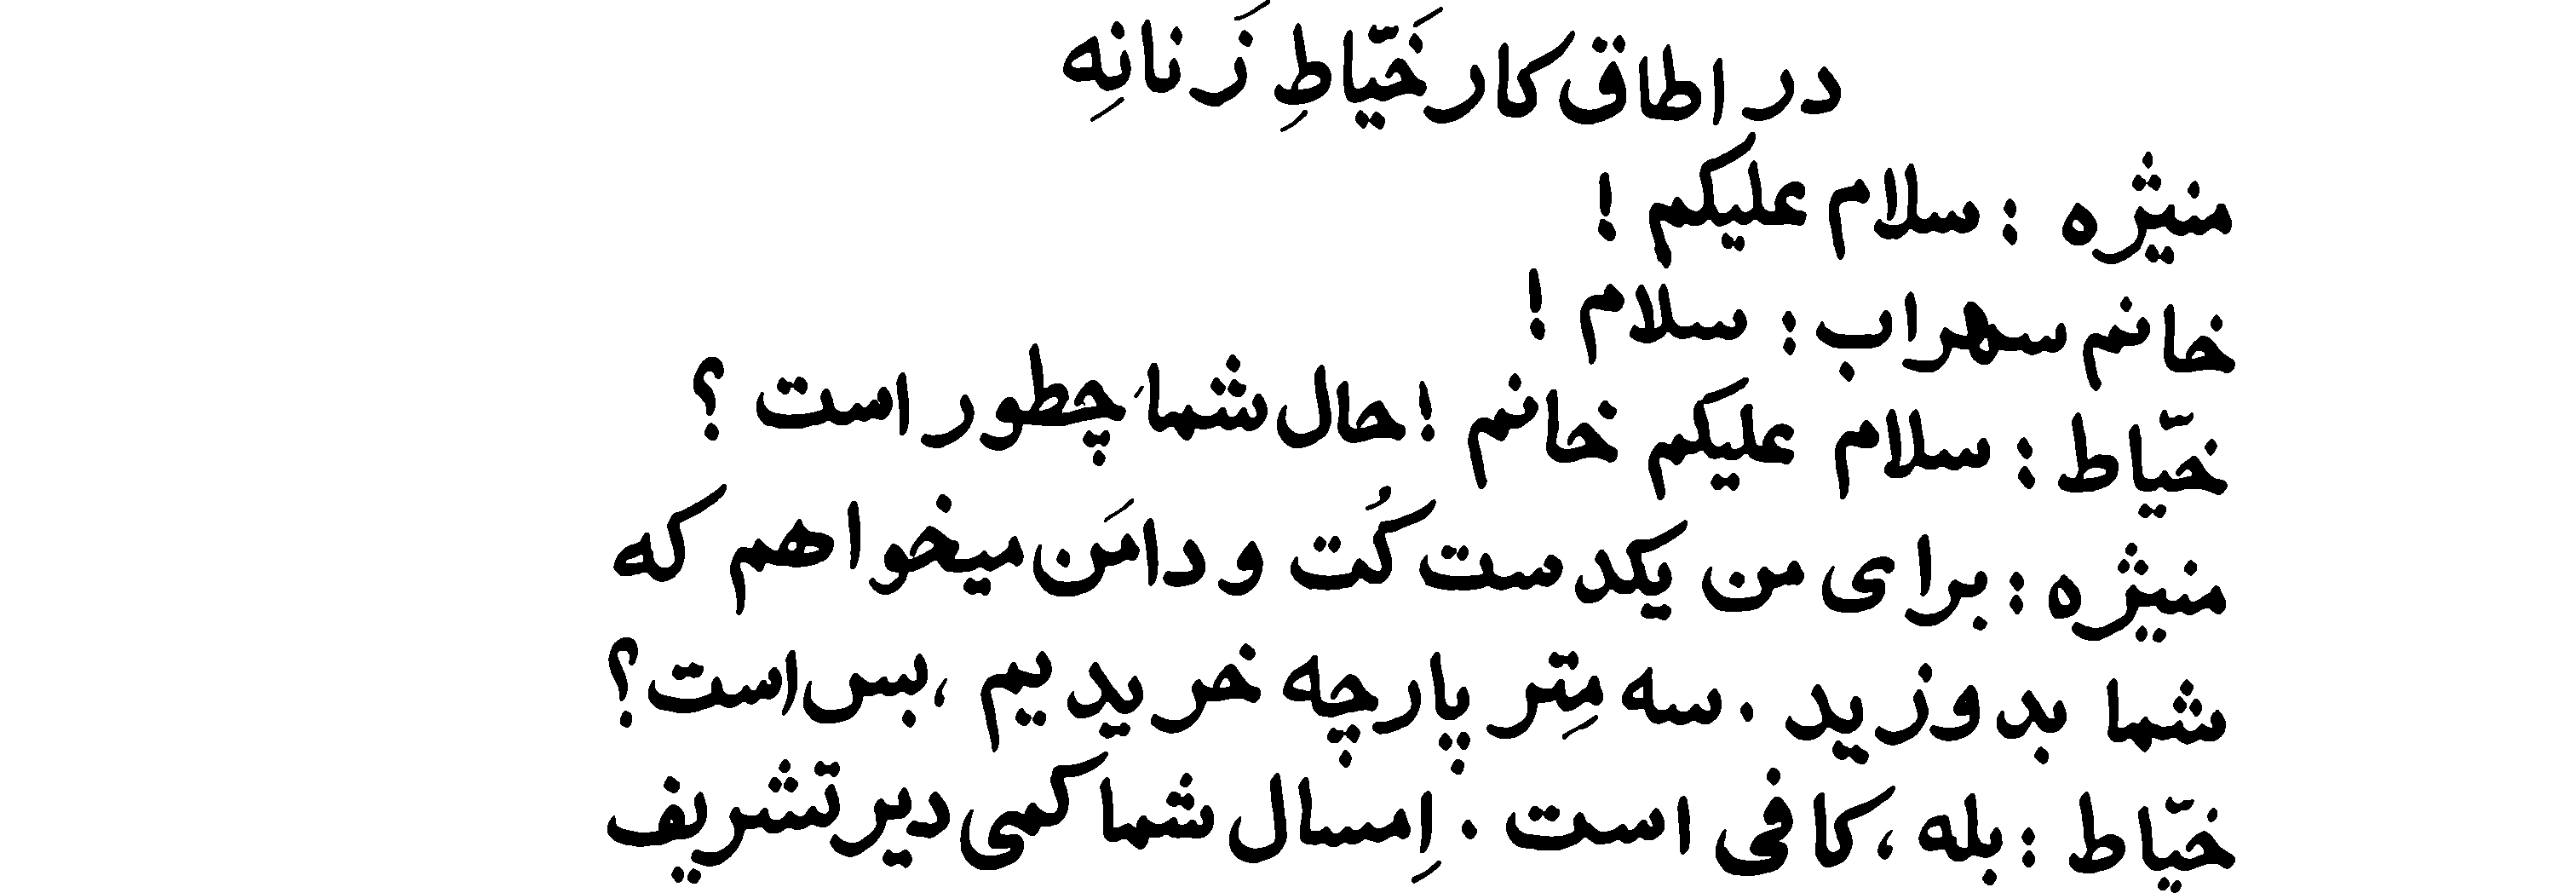 در اطاق کار خَیّاطِ زَنانِه
منیژه : سلام علیکم !
خانم سهراب : سلام !
خیّاط : سلام علیکم خانم ! حال شما چطور است ؟
منیژه : برای من یکدست کُت و دامَن میخواهم که
شما بدوزید . سه مِتر پارچه خریدیم ، بس است ؟
خیّاط : بله ، کافی است . اِمسال شما کمی دیر تشریف